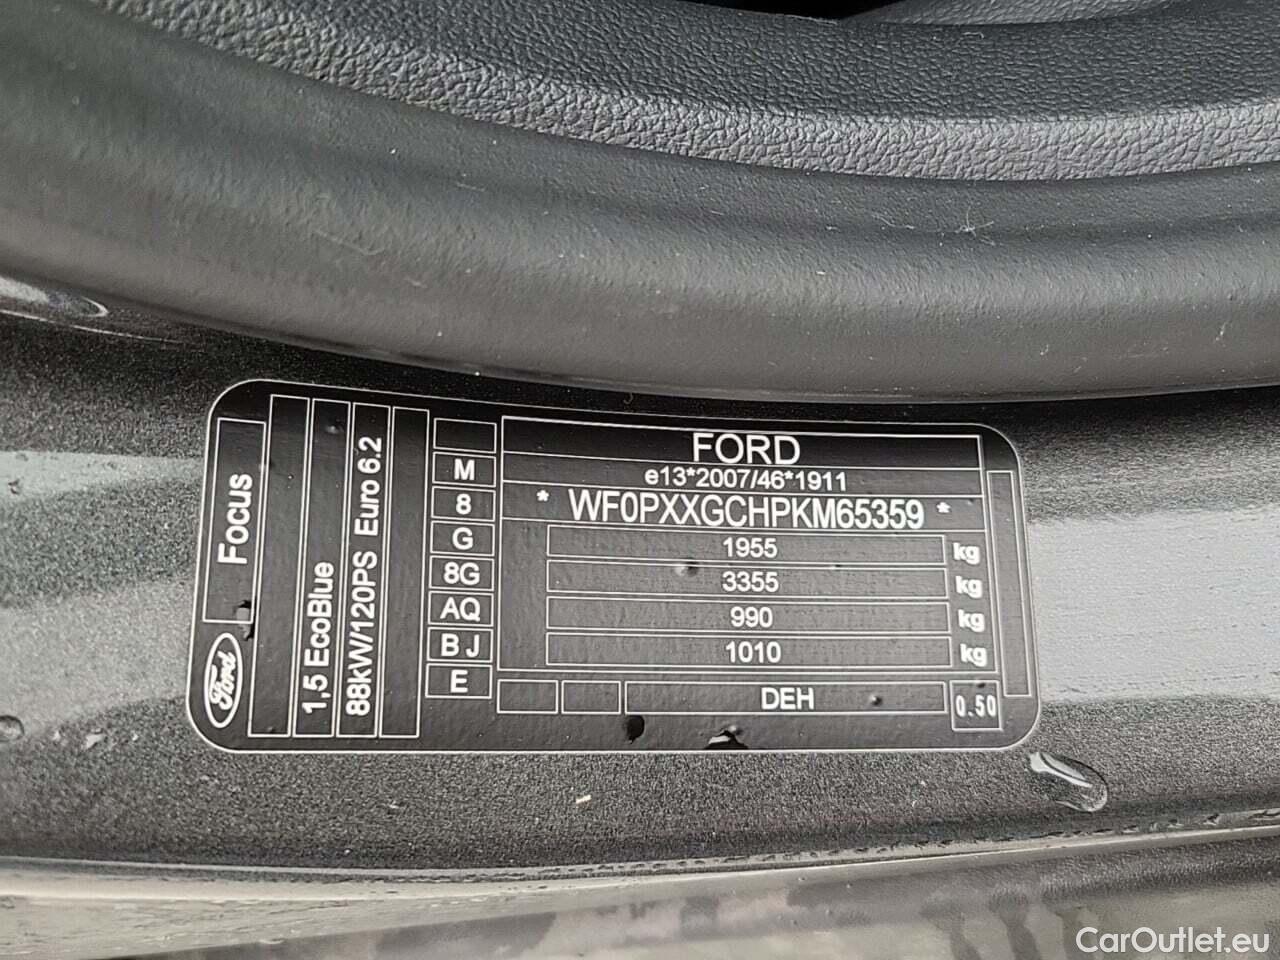 Focus
Ford
1,5 EcoBlue
88kW/120PS Euro 6.2
M
8
G
8G
AQ
B J
E
FORD
e13*2007/46*1911
* WF0PXXGCHPKM65359 *
1955 kg
3355 kg
990 kg
1010 kg
DEH
0.50
CarOutlet.eu